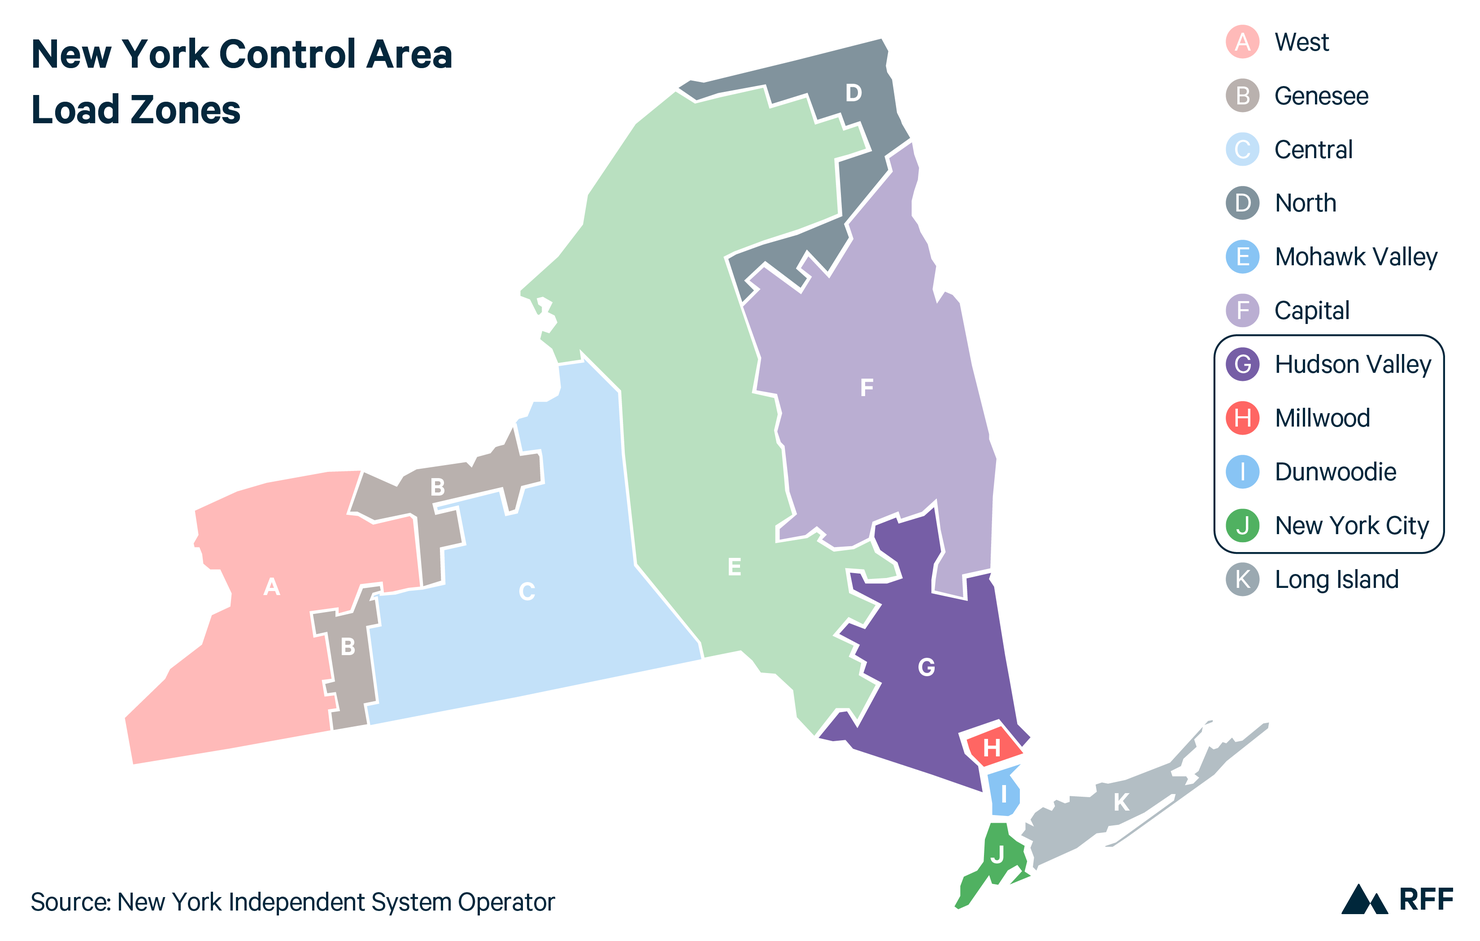 New York Control Area
Load Zones
A West
B Genesee
C Central
D North
E Mohawk Valley
F Capital
G Hudson Valley
H Millwood
I Dunwoodie
J New York City
K Long Island
D
F
B
E
A
C
B
G
H
I
K
J
Source: New York Independent System Operator
RFF